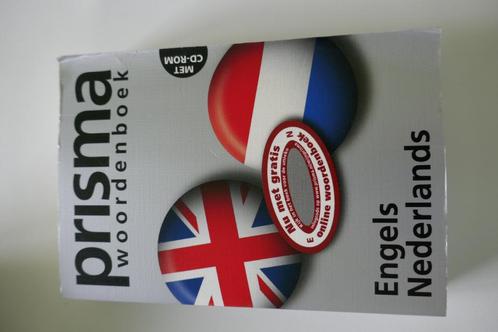 prisma
woordenboek
MET
CD-ROM
Nu met gratis
online woordenboek
E
N
Engels
Nederlands